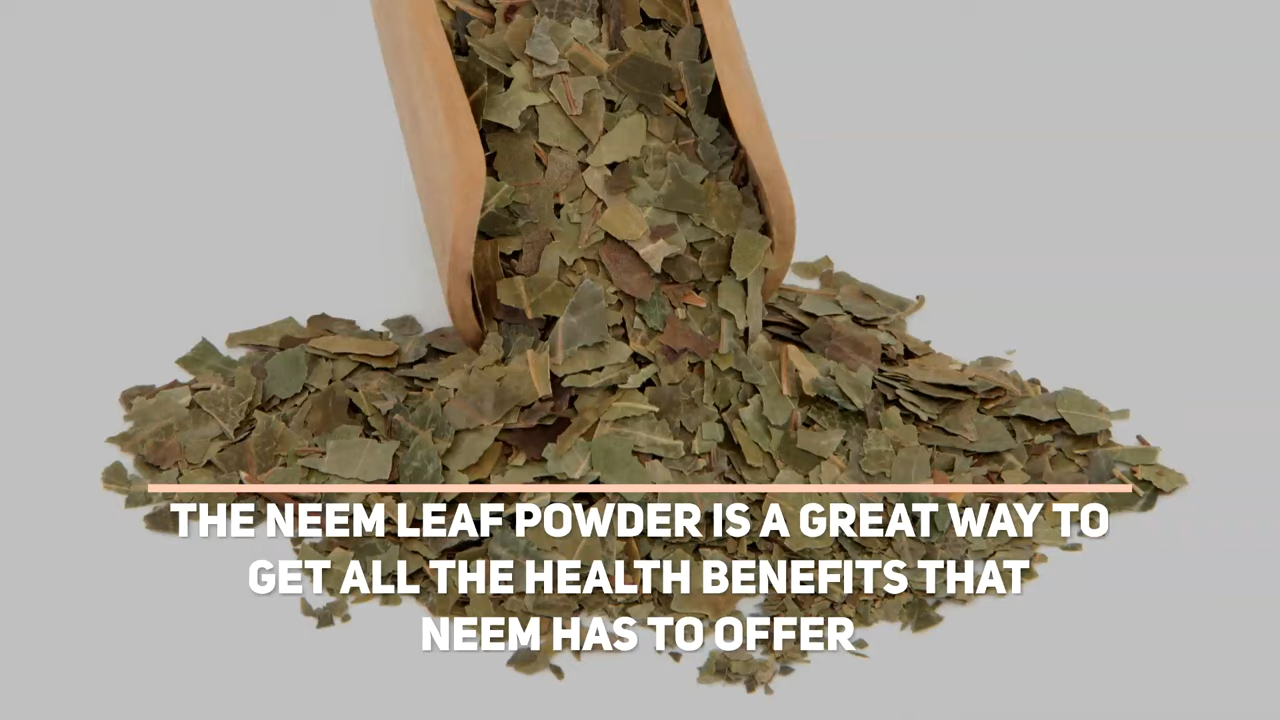 THE NEEM LEAF POWDER IS A GREAT WAY TO
GET ALL THE HEALTH BENEFITS THAT
NEEM HAS TO OFFER